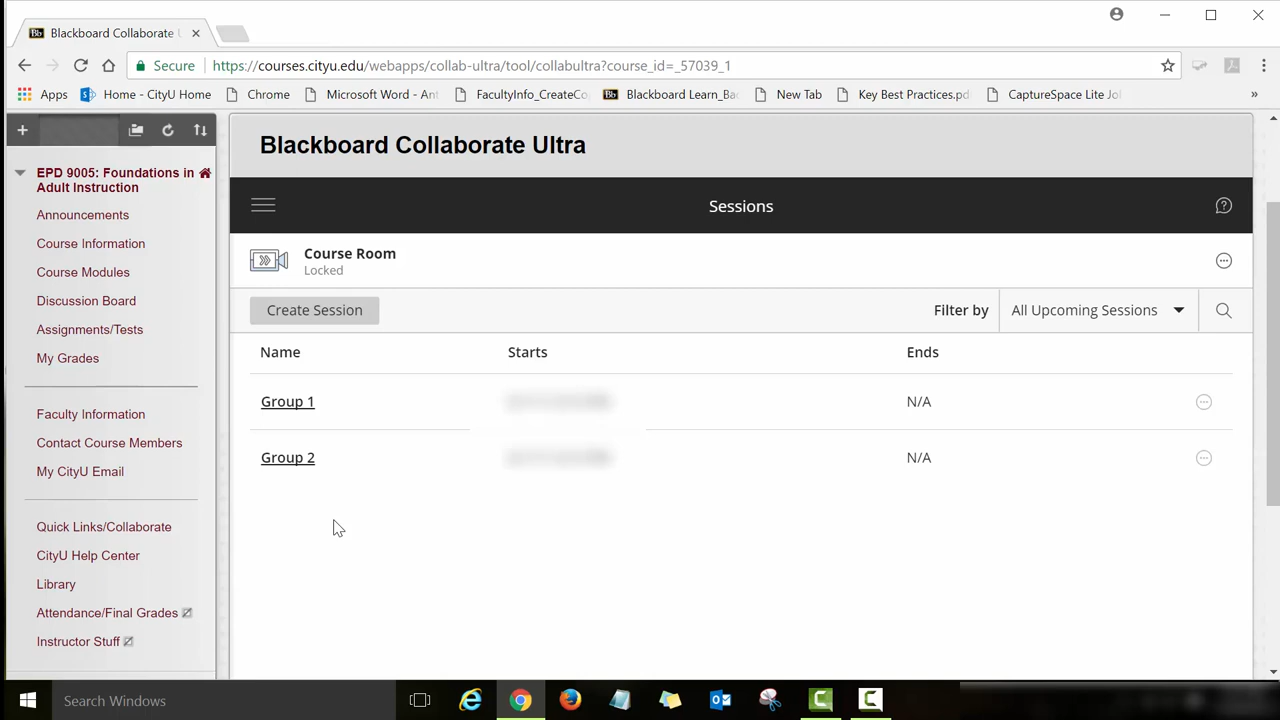 Blackboard Collaborate U
Secure
https://courses.cityu.edu/webapps/collab-ultra/tool/collabultra?course_id=_57039_1
Apps
Home - CityU Home
Chrome
Microsoft Word - Ant
FacultyInfo_CreateCo
Blackboard Learn_Ba
New Tab
Key Best Practices.pd
CaptureSpace Lite Jo
»
EPD 9005: Foundations in
Adult Instruction
Announcements
Course Information
Course Modules
Discussion Board
Assignments/Tests
My Grades
Faculty Information
Contact Course Members
My CityU Email
Quick Links/Collaborate
CityU Help Center
Library
Attendance/Final Grades
Instructor Stuff
Blackboard Collaborate Ultra
Sessions
Course Room
Locked
Create Session
Filter by
All Upcoming Sessions
Name Starts Ends
Group 1 N/A
Group 2 N/A
Search Windows